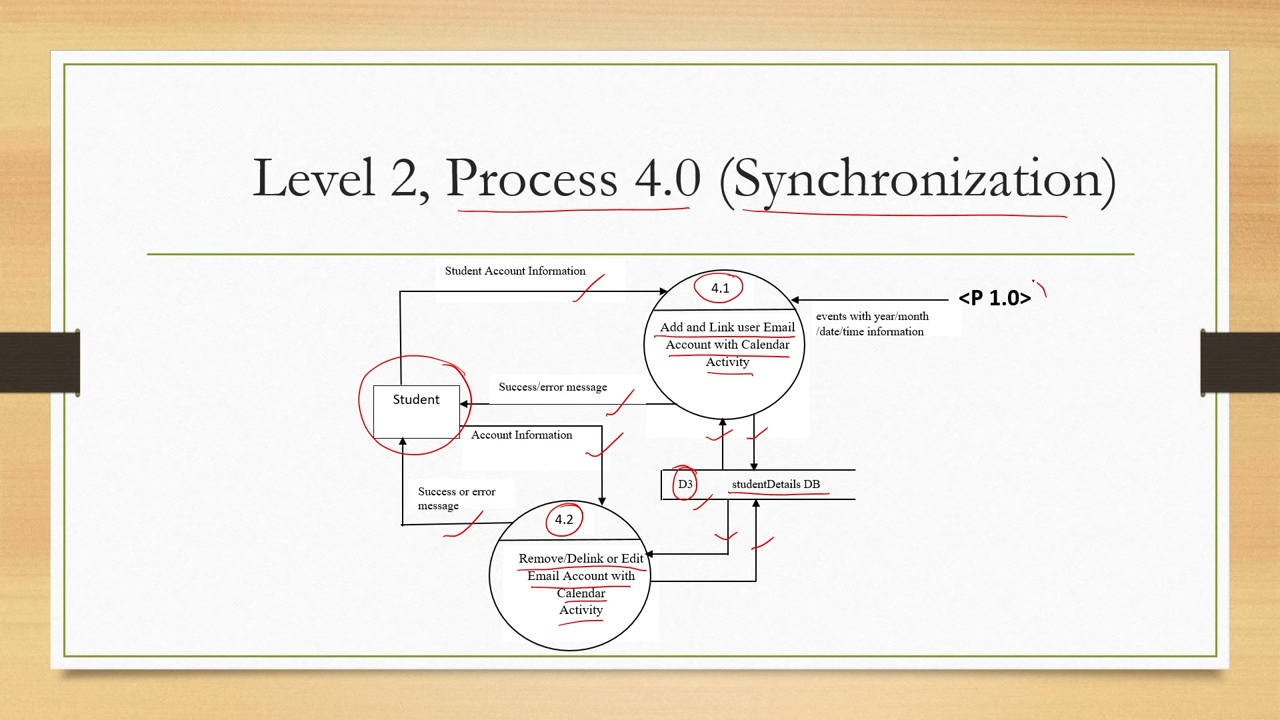 Level 2, Process 4.0 (Synchronization)
Student Account Information
4.1
<P 1.0>
events with year/month
/date/time information
Add and Link user Email
Account with Calendar
Activity
Success/error message
Student
Account Information
D3 studentDetails DB
Success or error
message
4.2
Remove/Delink or Edit
Email Account with
Calendar
Activity